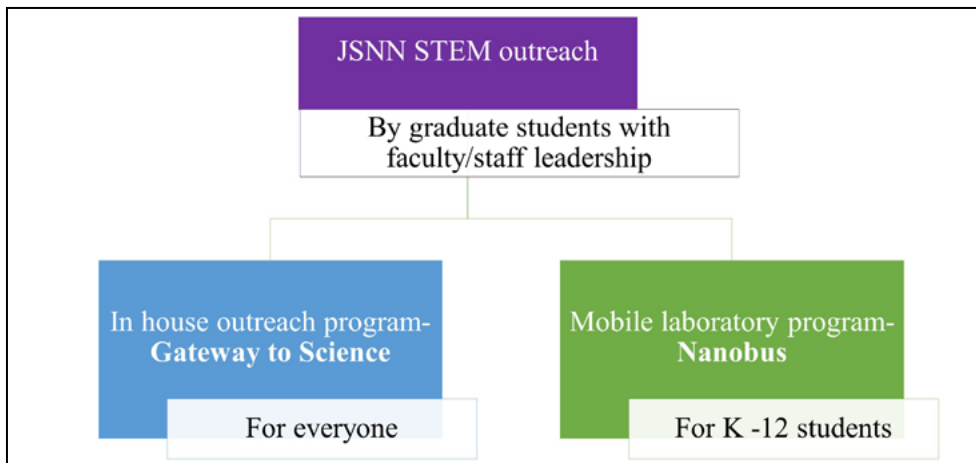 JSNN STEM outreach
By graduate students with
faculty/staff leadership
In house outreach program-
Gateway to Science
For everyone
Mobile laboratory program-
Nanobus
For K -12 students